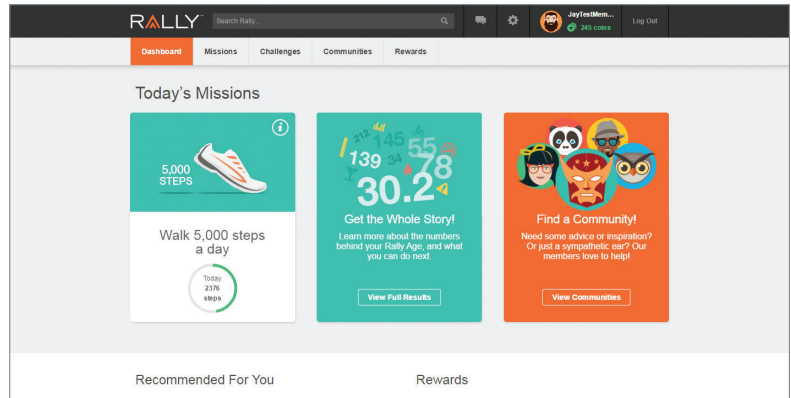 RALLY
Search Rally...
JayTestMem...
245 coins
Log Out
Dashboard
Missions
Challenges
Communities
Rewards
Today's Missions
5,000
STEPS
i
Walk 5,000 steps
a day
Today
2376
steps
212
145
55
139
34
78
30.2
Get the Whole Story!
Learn more about the numbers
behind your Rally Age, and what
you can do next.
View Full Results
Find a Community!
Need some advice or inspiration?
Or just a sympathetic ear? Our
members love to help!
View Communities
Recommended For You
Rewards